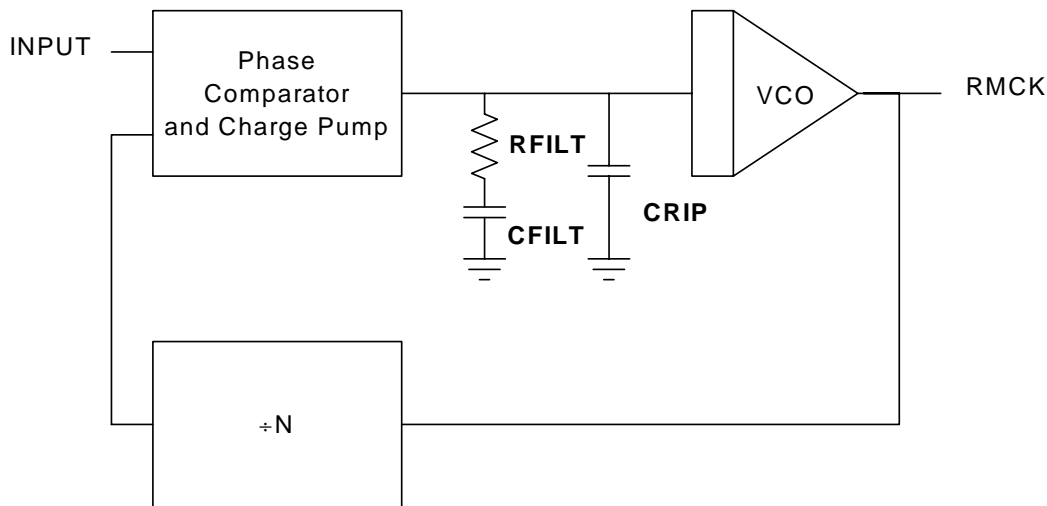 INPUT
Phase
Comparator
and Charge Pump
RFILT
CFILT
CRIP
VCO
RMCK
÷N